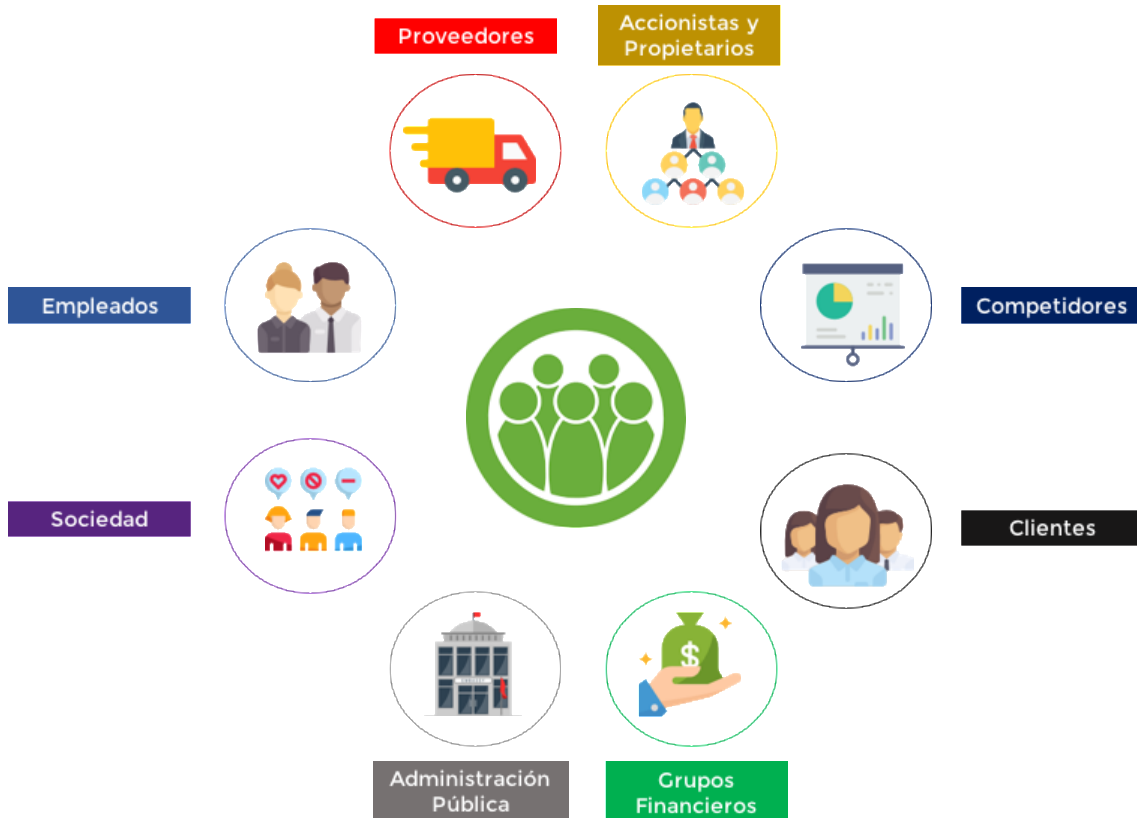 Proveedores
Accionistas y
Propietarios
Empleados
Competidores
Sociedad
Clientes
$
Administración
Pública
Grupos
Financieros